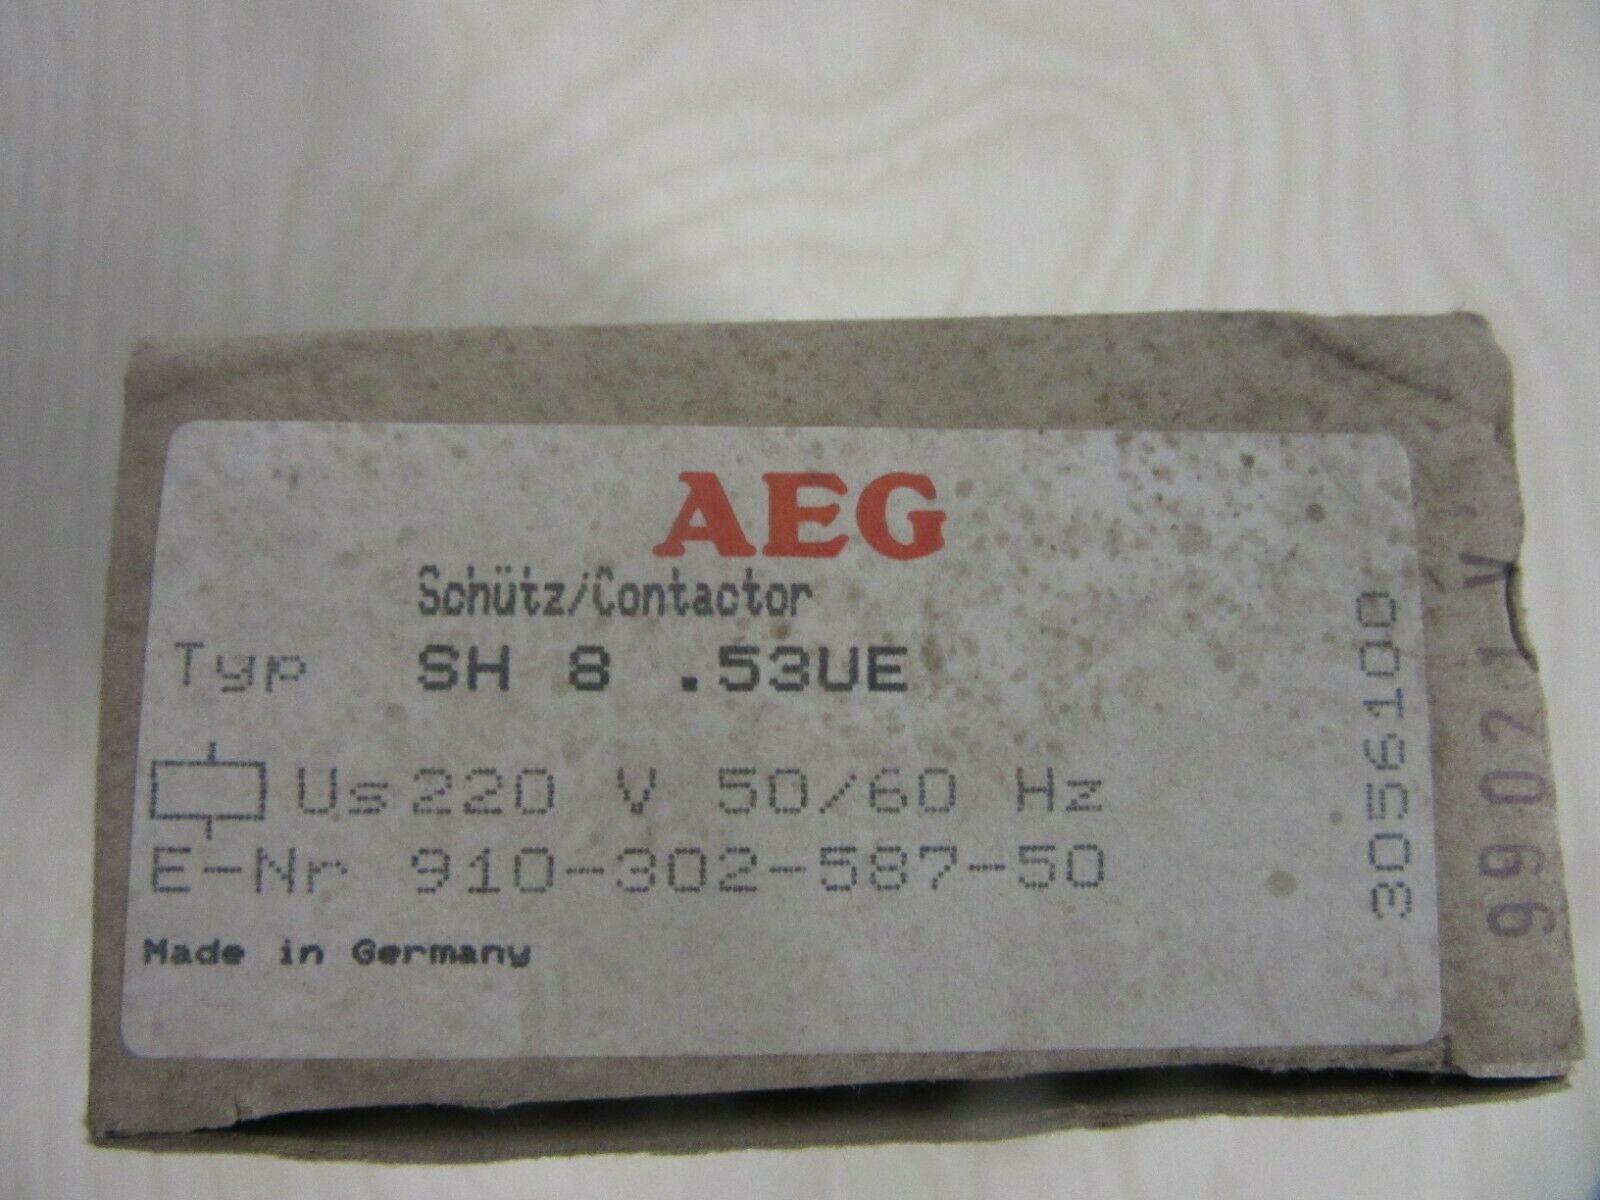 AEG
Schütz/Contactor
Typ SH 8 .53UE
Us 220 V 50/60 Hz
E-Nr 910-302-587-50
Made in Germany
3056100
99021V